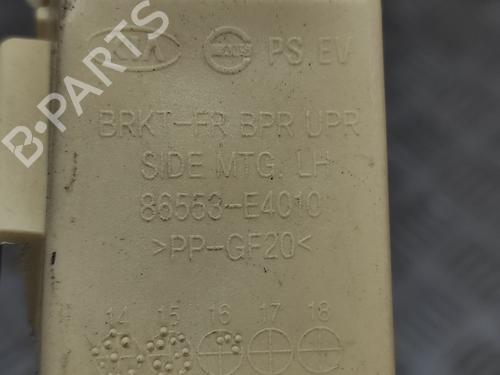 KIA PS EV
BRKT-FR BPR UPR
SIDE MTG. LH
86553-E4010
>PP-GF20<
14 15 16 17 18
B-PARTS